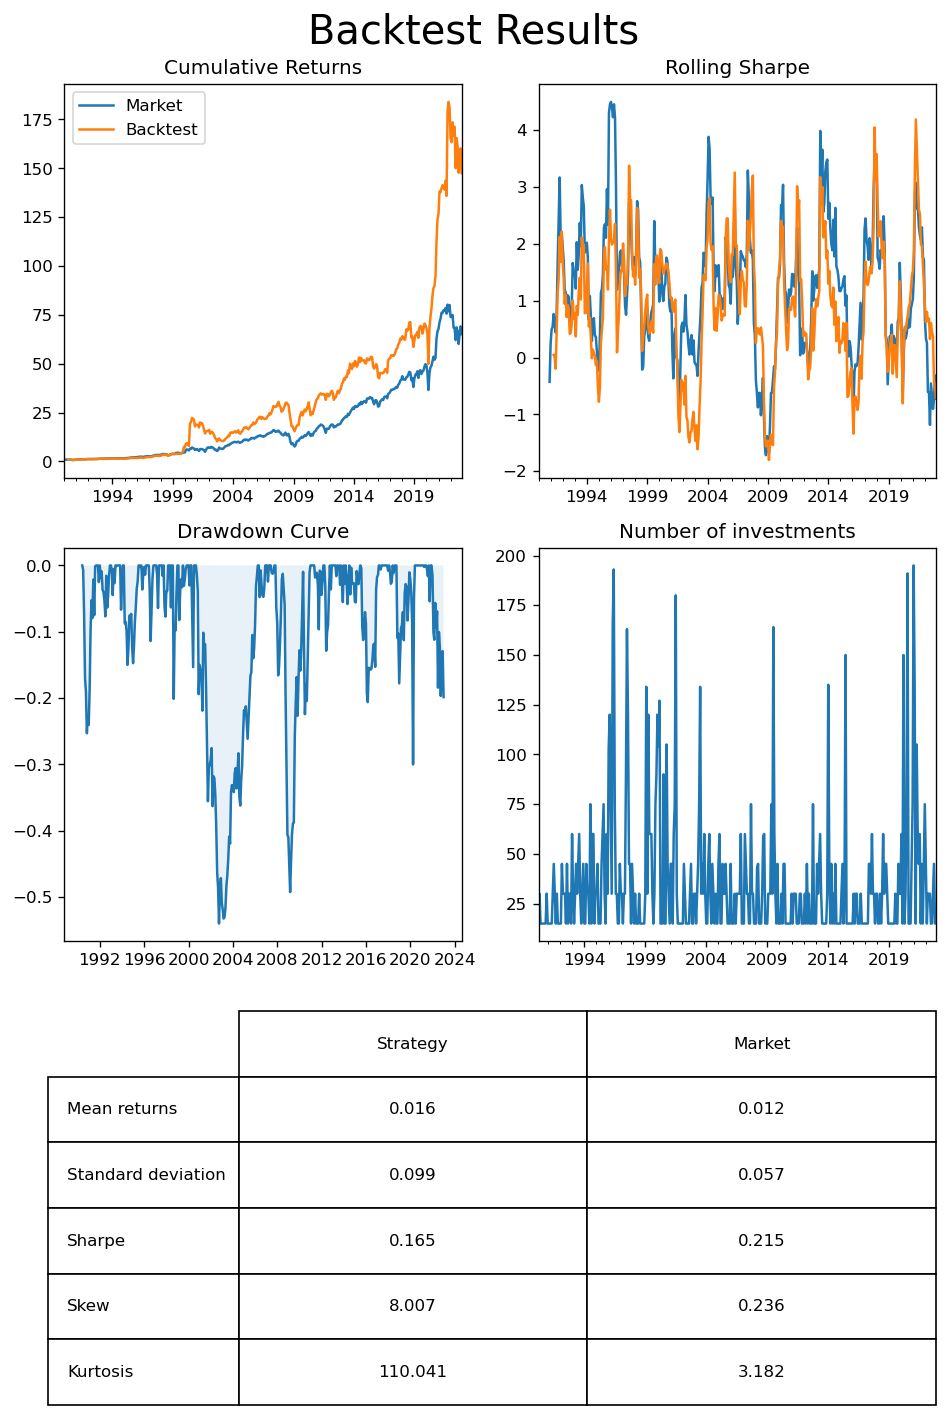 Backtest Results
Cumulative Returns
Market
Backtest
175
150
125
100
75
50
25
0
1994 1999 2004 2009 2014 2019
Rolling Sharpe
4
3
2
1
0
−1
−2
1994 1999 2004 2009 2014 2019
Drawdown Curve
0.0
−0.1
−0.2
−0.3
−0.4
−0.5
1992 1996 2000 2004 2008 2012 2016 2020 2024
Number of investments
200
175
150
125
100
75
50
25
1994 1999 2004 2009 2014 2019
Strategy Market
Mean returns 0.016 0.012
Standard deviation 0.099 0.057
Sharpe 0.165 0.215
Skew 8.007 0.236
Kurtosis 110.041 3.182